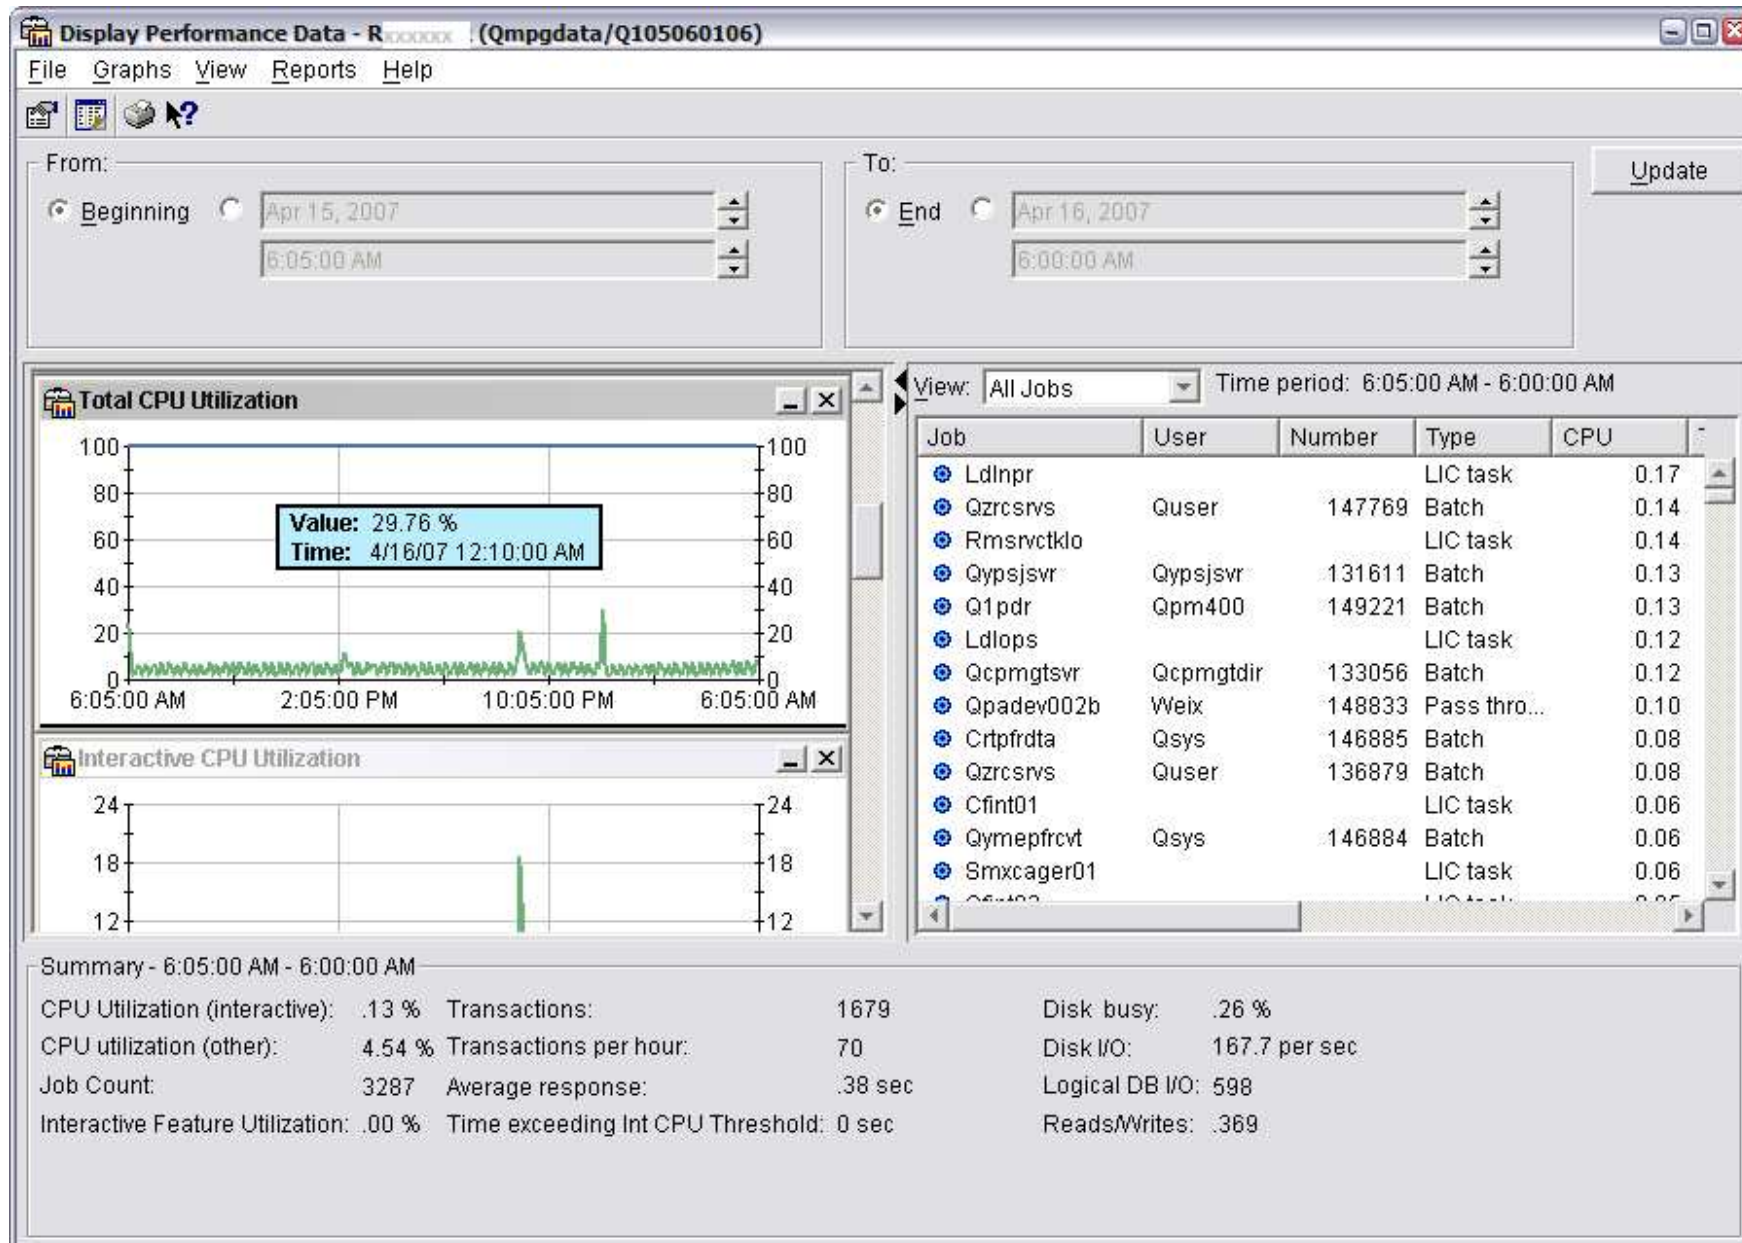 Display Performance Data - Rxxxxxx (Qmpgdata/Q105060106)
File Graphs View Reports Help
From:
Beginning
Apr 15, 2007
6:05:00 AM
To:
End
Apr 16, 2007
6:00:00 AM
Update
Total CPU Utilization
100 100
80 80
60 60
40 40
20 20
0 0
Value: 29.76 %
Time: 4/16/07 12:10:00 AM
6:05:00 AM 2:05:00 PM 10:05:00 PM 6:05:00 AM
Interactive CPU Utilization
24 24
18 18
12 12
View: All Jobs Time period: 6:05:00 AM - 6:00:00 AM
Job User Number Type CPU
Ldlnpr LIC task 0.17
Qzrcsrvs Quser 147769 Batch 0.14
Rmsrvctklo LIC task 0.14
Qypsjsvr Qypsjsvr 131611 Batch 0.13
Q1pdr Qpm400 149221 Batch 0.13
Ldlops LIC task 0.12
Qcpmgtsvr Qcpmgtdir 133056 Batch 0.12
Qpadev002b Weix 148833 Pass thro... 0.10
Crtpfrdta Qsys 146885 Batch 0.08
Qzrcsrvs Quser 136879 Batch 0.08
Cfint01 LIC task 0.06
Qymepfrcvt Qsys 146884 Batch 0.06
Smxcager01 LIC task 0.06
Summary - 6:05:00 AM - 6:00:00 AM
CPU Utilization (interactive): .13 % Transactions: 1679 Disk busy: .26 %
CPU utilization (other): 4.54 % Transactions per hour: 70 Disk I/O: 167.7 per sec
Job Count: 3287 Average response: .38 sec Logical DB I/O: 598
Interactive Feature Utilization: .00 % Time exceeding Int CPU Threshold: 0 sec Reads/Writes: .369